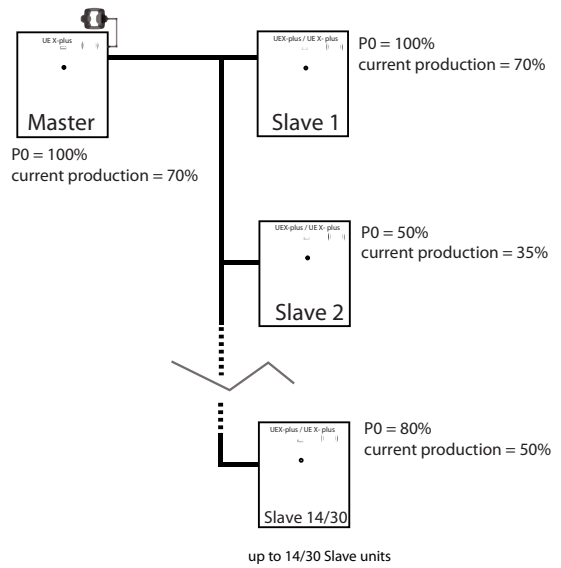 UE X-plus
Master
P0 = 100%
current production = 70%
UEX-plus / UE X- plus
Slave 1
P0 = 100%
current production = 70%
UEX-plus / UE X- plus
Slave 2
P0 = 50%
current production = 35%
UEX-plus / UE X- plus
Slave 14/30
P0 = 80%
current production = 50%
up to 14/30 Slave units